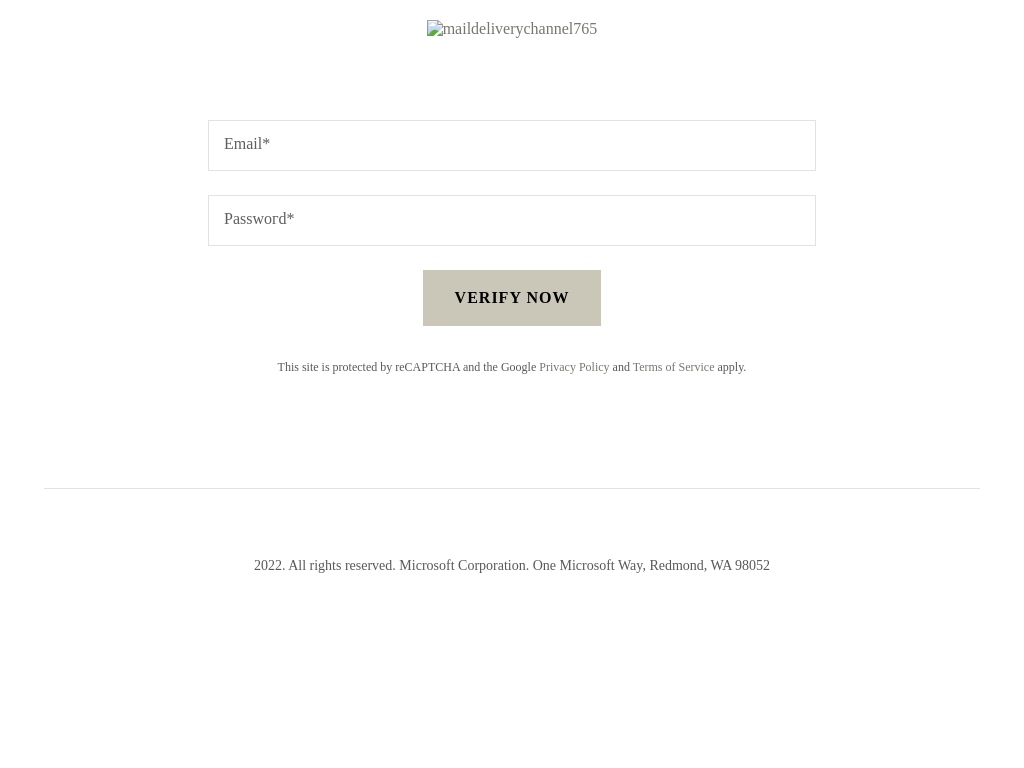 maildeliverychannel765
Email*
Password*
VERIFY NOW
This site is protected by reCAPTCHA and the Google Privacy Policy and Terms of Service apply.
2022. All rights reserved. Microsoft Corporation. One Microsoft Way, Redmond, WA 98052